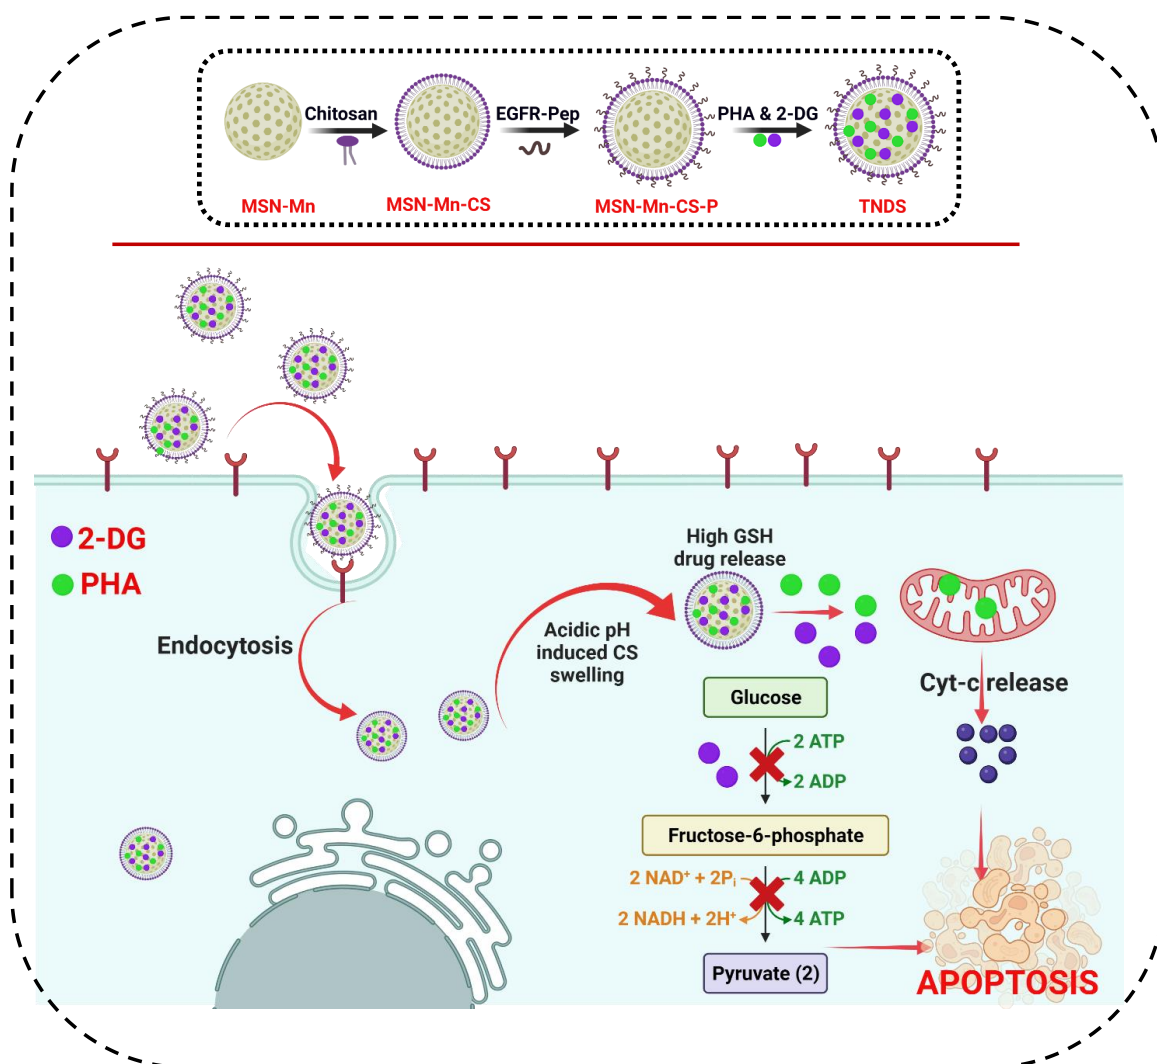 Chitosan
EGFR-Pep
PHA & 2-DG
MSN-Mn
MSN-Mn-CS
MSN-Mn-CS-P
TNDS
2-DG
PHA
Endocytosis
Acidic pH
induced CS
swelling
High GSH
drug release
Cyt-c release
Glucose
2 ATP
2 ADP
Fructose-6-phosphate
2 NAD⁺ + 2Pᵢ
4 ADP
2 NADH + 2H⁺
4 ATP
Pyruvate (2)
APOPTOSIS